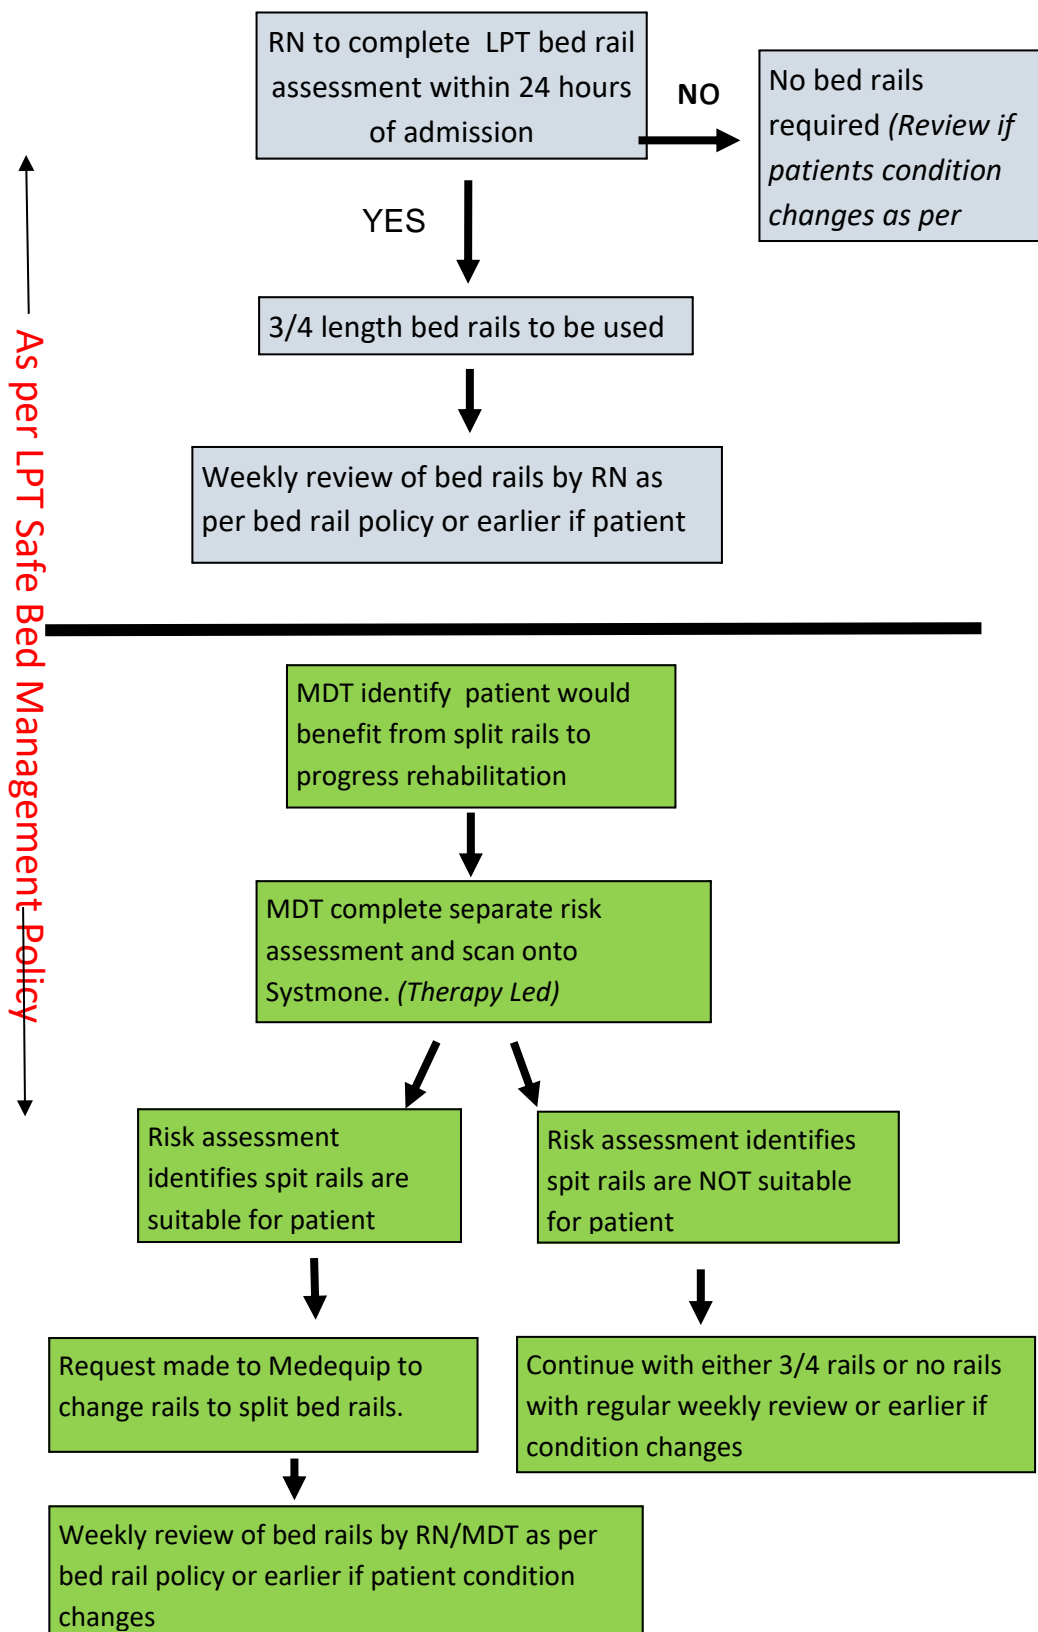 RN to complete  LPT bed rail
assessment within 24 hours
of admission
NO
No bed rails
required (Review if
patients condition
changes as per
YES
3/4 length bed rails to be used
Weekly review of bed rails by RN as
per bed rail policy or earlier if patient
As per LPT Safe Bed Management Policy
MDT identify  patient would
benefit from split rails to
progress rehabilitation
MDT complete separate risk
assessment and scan onto
Systmone. (Therapy Led)
Risk assessment
identifies spit rails are
suitable for patient
Risk assessment identifies
spit rails are NOT suitable
for patient
Request made to Medequip to
change rails to split bed rails.
Continue with either 3/4 rails or no rails
with regular weekly review or earlier if
condition changes
Weekly review of bed rails by RN/MDT as per
bed rail policy or earlier if patient condition
changes